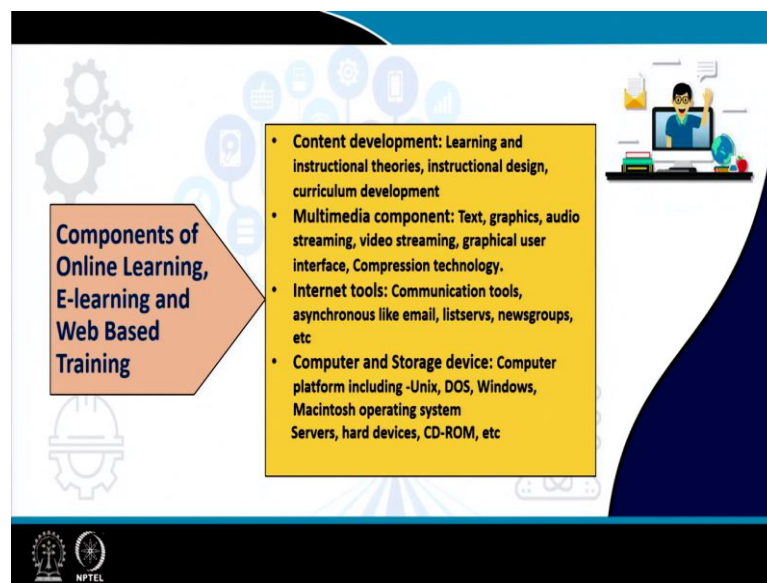 Components of
Online Learning,
E-learning and
Web Based
Training
• Content development: Learning and
instructional theories, instructional design,
curriculum development
• Multimedia component: Text, graphics, audio
streaming, video streaming, graphical user
interface, Compression technology.
• Internet tools: Communication tools,
asynchronous like email, listservs, newsgroups,
etc
• Computer and Storage device: Computer
platform including -Unix, DOS, Windows,
Macintosh operating system
Servers, hard devices, CD-ROM, etc
NPTEL